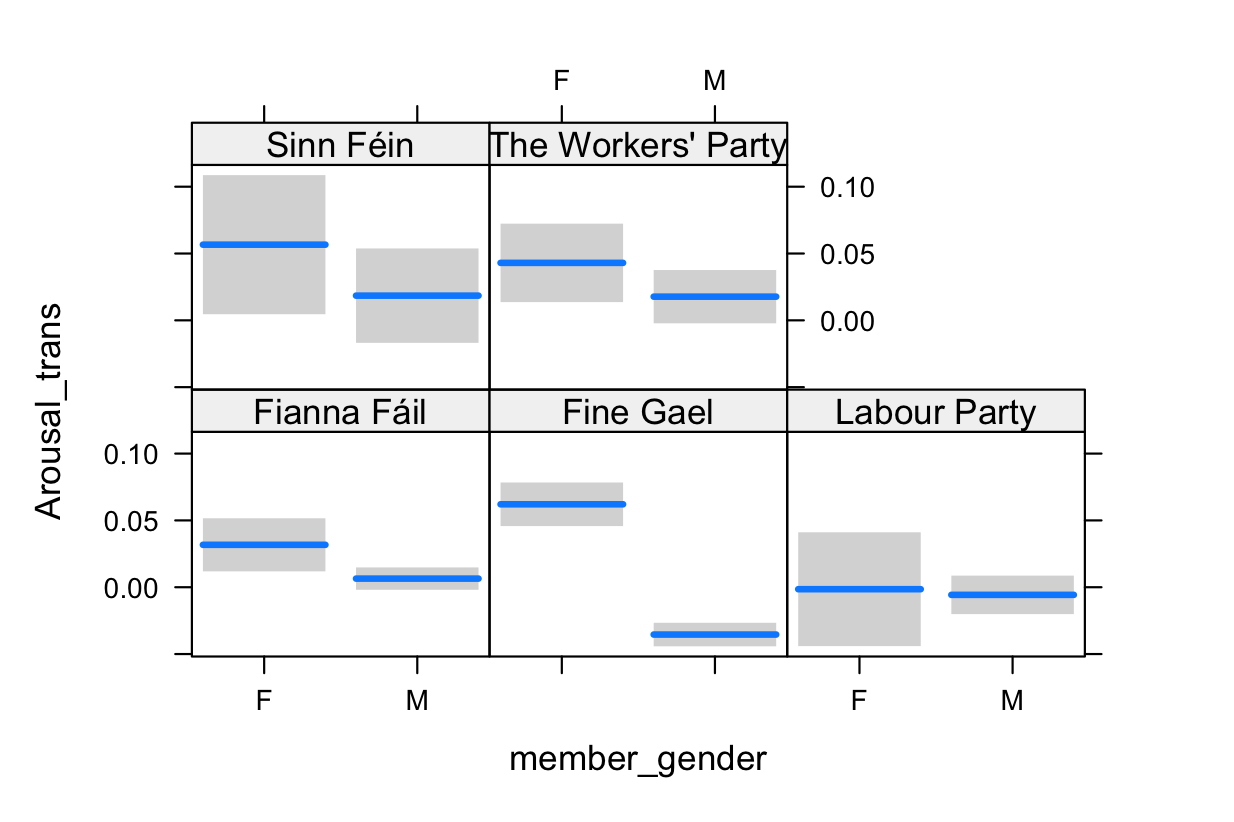 F M
Sinn Féin The Workers' Party
0.10
0.05
0.00
Arousal_trans
Fianna Fáil Fine Gael Labour Party
0.10
0.05
0.00
F M F M
member_gender